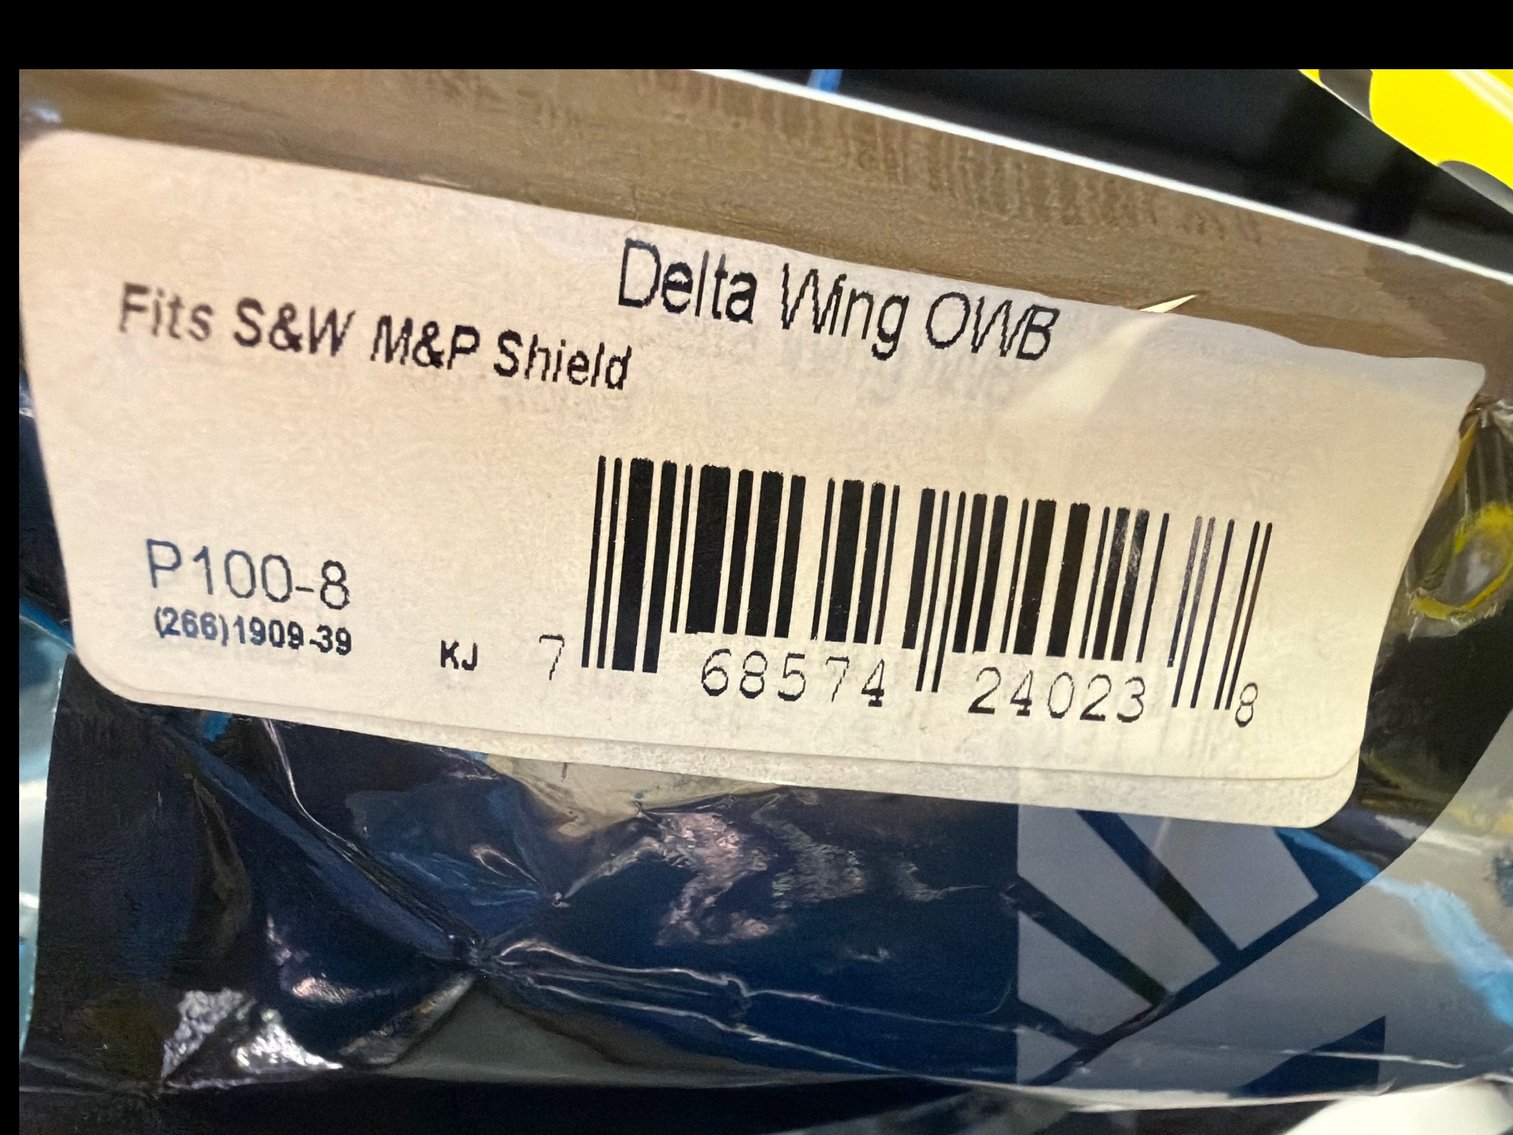 Delta Wing OWB
Fits S&W M&P Shield
P100-8
(266)1909-39
KJ
7 68574 24023 8